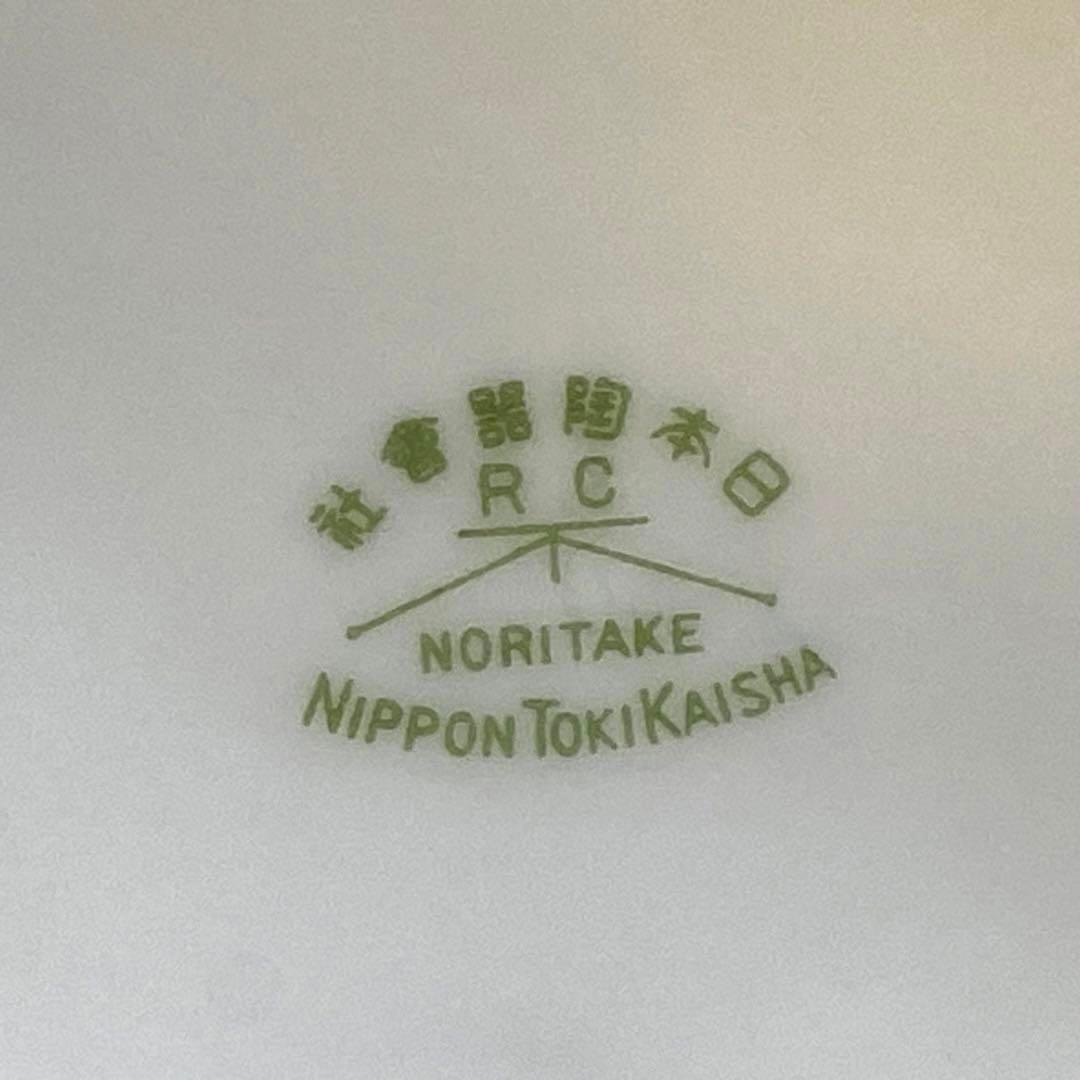 日本陶器會社
R C
NORITAKE
NIPPON TOKI KAISHA